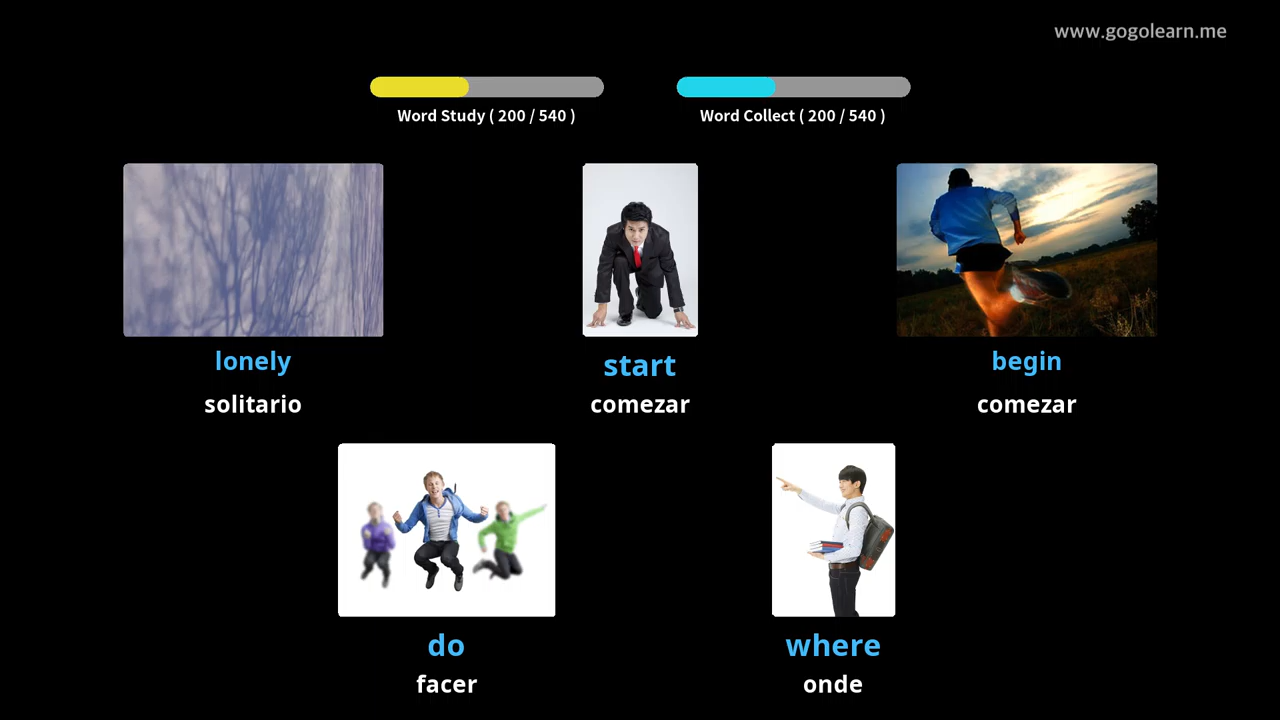 www.gogolearn.me
Word Study ( 200 / 540 )
Word Collect ( 200 / 540 )
lonely
solitario
start
comezar
begin
comezar
do
facer
where
onde